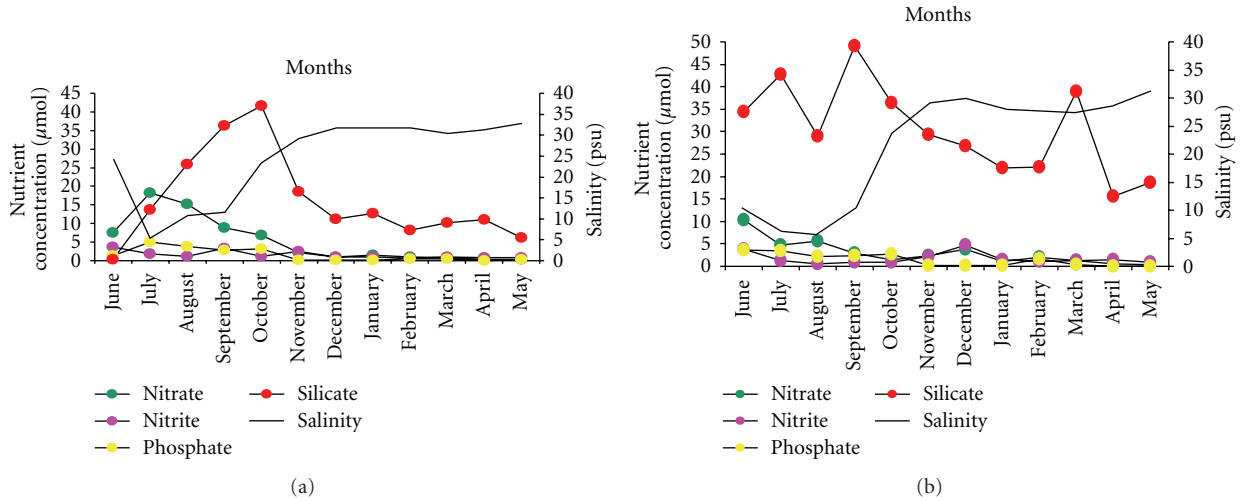 Months
Nutrient
concentration (µmol)
45
40
35
30
25
20
15
10
5
0
40
35
30
25
20
15
10
5
0
Salinity (psu)
June
July
August
September
October
November
December
January
February
March
April
May
Nitrate
Nitrite
Phosphate
Silicate
Salinity
(a)
Months
Nutrient
concentration (µmol)
50
45
40
35
30
25
20
15
10
5
0
40
35
30
25
20
15
10
5
0
Salinity (psu)
June
July
August
September
October
November
December
January
February
March
April
May
Nitrate
Nitrite
Phosphate
Silicate
Salinity
(b)